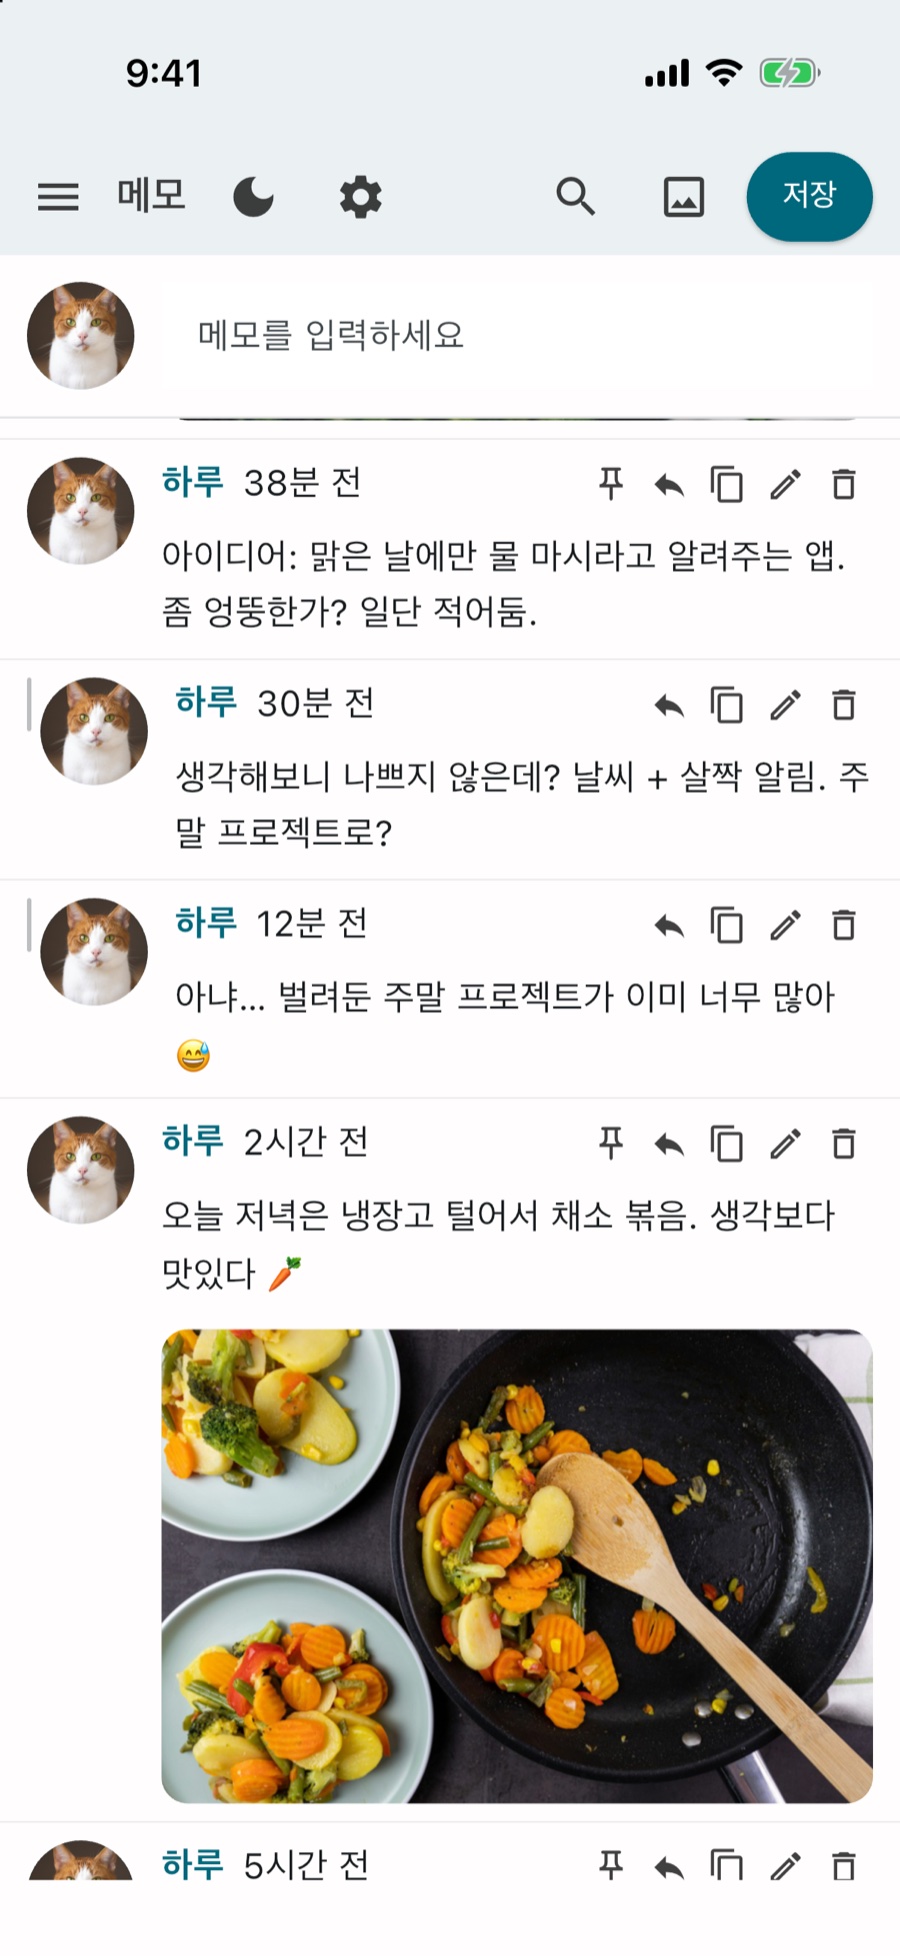 9:41
메모
저장
메모를 입력하세요
하루 38분 전
아이디어: 맑은 날에만 물 마시라고 알려주는 앱.
좀 엉뚱한가? 일단 적어둠.
하루 30분 전
생각해보니 나쁘지 않은데? 날씨 + 살짝 알림. 주
말 프로젝트로?
하루 12분 전
아냐... 벌려둔 주말 프로젝트가 이미 너무 많아
😅
하루 2시간 전
오늘 저녁은 냉장고 털어서 채소 볶음. 생각보다
맛있다 🥕
하루 5시간 전